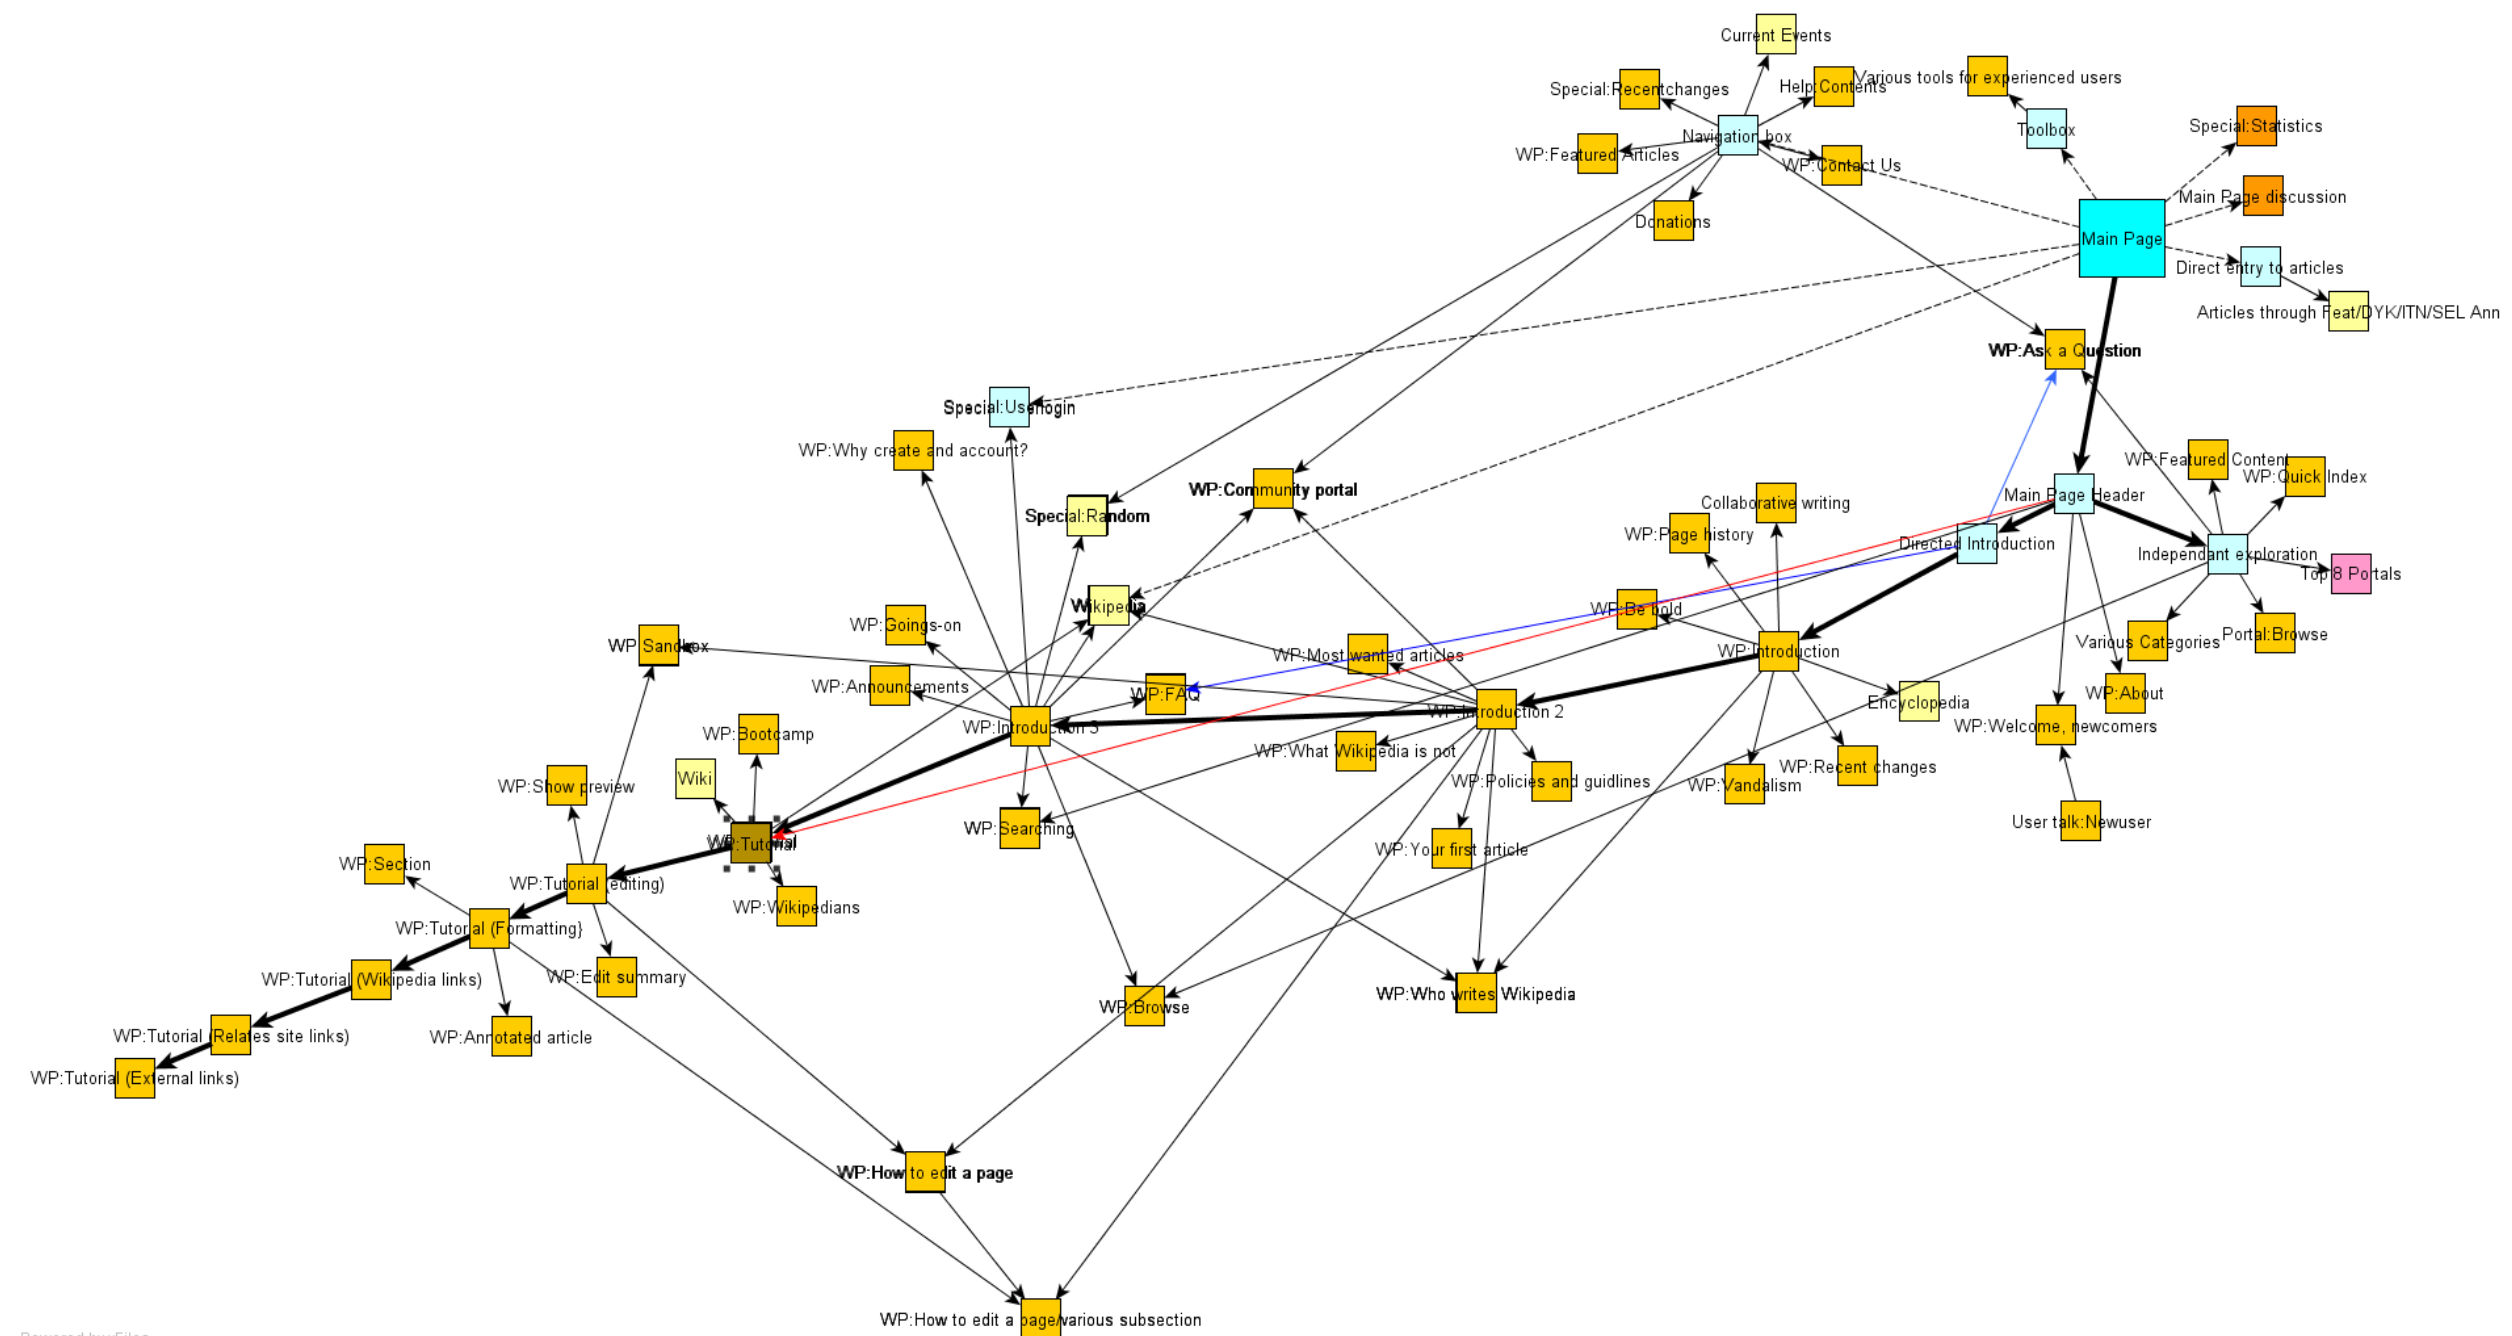 Current Events
Various tools for experienced users
Special:Recentchanges
Help:Contents
Toolbox
Special:Statistics
Navigation box
WP:Featured Articles
WP:Contact Us
Main Page discussion
Donations
Main Page
Direct entry to articles
Articles through Feat/DYK/ITN/SEL Ann
WP:Ask a Question
Special:Userlogin
WP:Why create and account?
WP:Featured Content
WP:Quick Index
WP:Community portal
Main Page Header
Collaborative writing
Special:Random
WP:Page history
Directed Introduction
Independant exploration
Top 8 Portals
Wikipedia
WP:Be bold
WP:Goings-on
Portal:Browse
Various Categories
WP Sandbox
WP:Most wanted articles
WP:Introduction
WP:Announcements
WP:FAQ
WP:About
Encyclopedia
WP:Introduction 2
WP:Introduction 3
WP:Welcome, newcomers
WP:Bootcamp
WP:What Wikipedia is not
WP:Recent changes
Wiki
WP:Policies and guidlines
WP:Vandalism
WP:Show preview
User talk:Newuser
WP:Searching
WP:Tutorial
WP:Your first article
WP:Section
WP:Tutorial (editing)
WP:Wikipedians
WP:Tutorial (Formatting}
WP:Edit summary
WP:Tutorial (Wikipedia links)
WP:Who writes Wikipedia
WP:Browse
WP:Tutorial (Relates site links)
WP:Annotated article
WP:Tutorial (External links)
WP:How to edit a page
WP:How to edit a page/various subsection